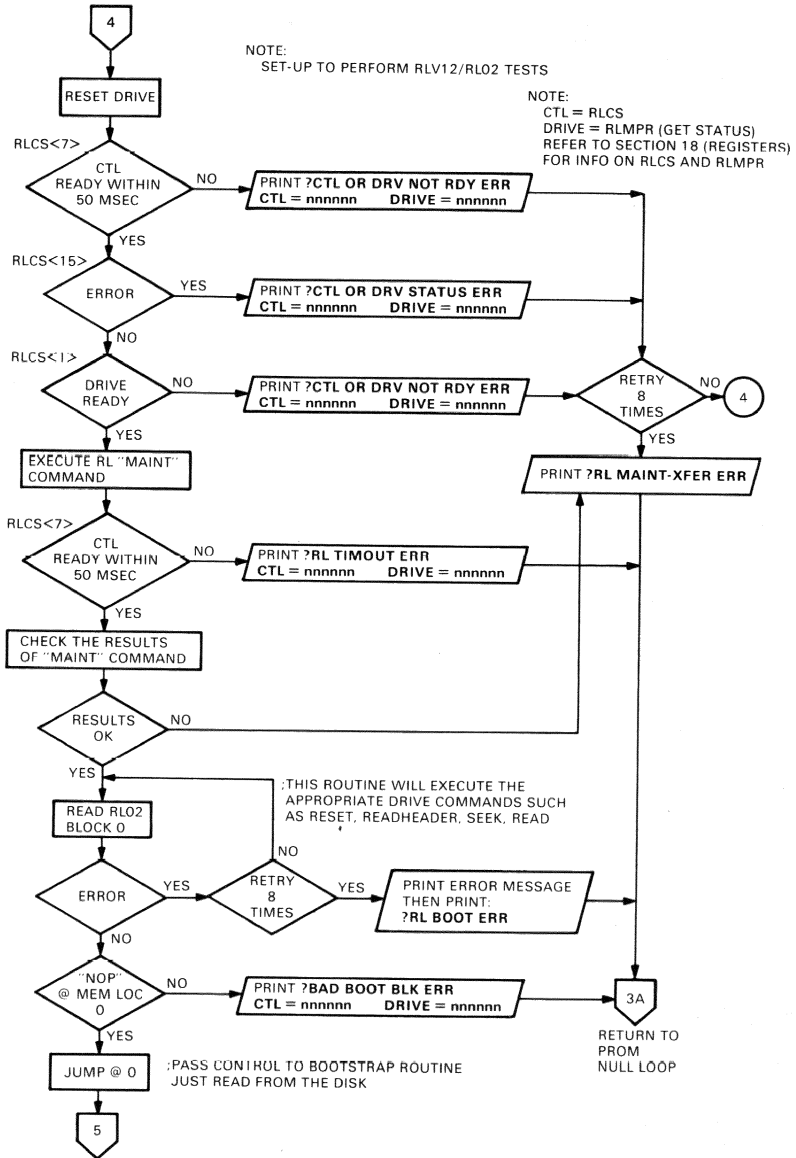 4
NOTE:
SET-UP TO PERFORM RLV12/RL02 TESTS
RESET DRIVE
NOTE:
CTL = RLCS
DRIVE = RLMPR (GET STATUS)
REFER TO SECTION 18 (REGISTERS)
FOR INFO ON RLCS AND RLMPR
RLCS<7>
CTL
READY WITHIN
50 MSEC
NO
PRINT ?CTL OR DRV NOT RDY ERR
CTL = nnnnnn DRIVE = nnnnnn
YES
RLCS<15>
ERROR
YES
PRINT ?CTL OR DRV STATUS ERR
CTL = nnnnnn DRIVE = nnnnnn
NO
RLCS<1>
DRIVE
READY
NO
PRINT ?CTL OR DRV NOT RDY ERR
CTL = nnnnnn DRIVE = nnnnnn
RETRY
8
TIMES
NO
4
YES
YES
EXECUTE RL "MAINT"
COMMAND
PRINT ?RL MAINT-XFER ERR
RLCS<7>
CTL
READY WITHIN
50 MSEC
NO
PRINT ?RL TIMOUT ERR
CTL = nnnnnn DRIVE = nnnnnn
YES
CHECK THE RESULTS
OF "MAINT" COMMAND
RESULTS
OK
NO
YES
;THIS ROUTINE WILL EXECUTE THE
APPROPRIATE DRIVE COMMANDS SUCH
AS RESET, READHEADER, SEEK, READ
READ RL02
BLOCK 0
NO
ERROR
YES
RETRY
8
TIMES
YES
PRINT ERROR MESSAGE
THEN PRINT:
?RL BOOT ERR
NO
"NOP"
@ MEM LOC
0
NO
PRINT ?BAD BOOT BLK ERR
CTL = nnnnnn DRIVE = nnnnnn
3A
RETURN TO
PROM
NULL LOOP
YES
JUMP @ 0
;PASS CONTROL TO BOOTSTRAP ROUTINE
JUST READ FROM THE DISK
5